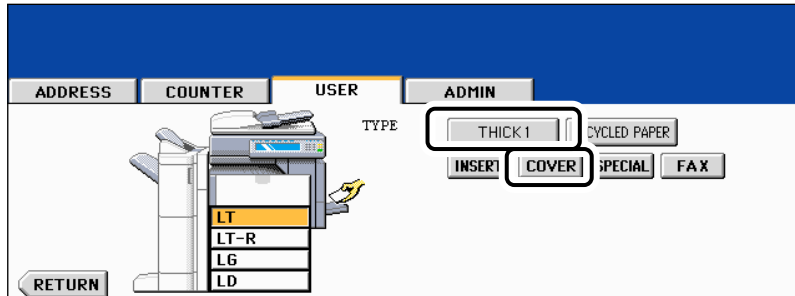 ADDRESS COUNTER USER ADMIN
TYPE THICK 1 CYCLED PAPER
INSERT COVER SPECIAL FAX
LT
LT-R
LG
LD
RETURN